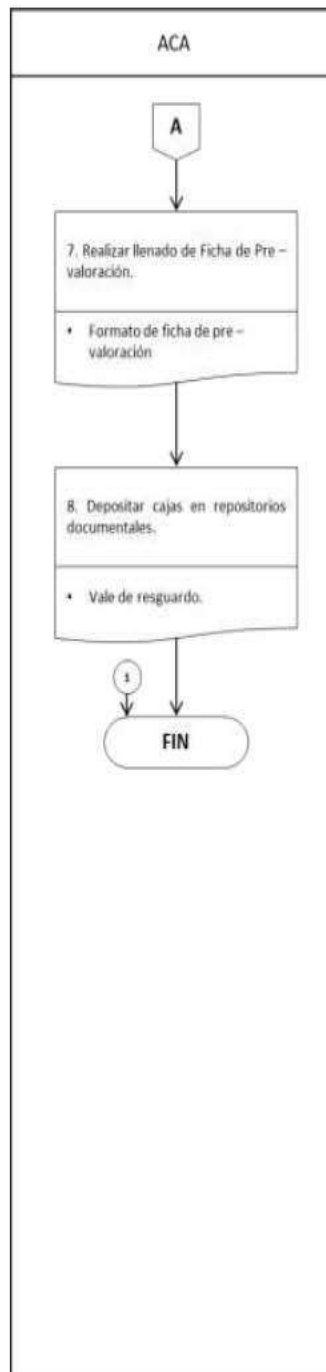 ACA
A
7. Realizar llenado de Ficha de Pre –
valoración.
• Formato de ficha de pre –
valoración
8. Depositar cajas en repositorios
documentales.
• Vale de resguardo.
1
FIN